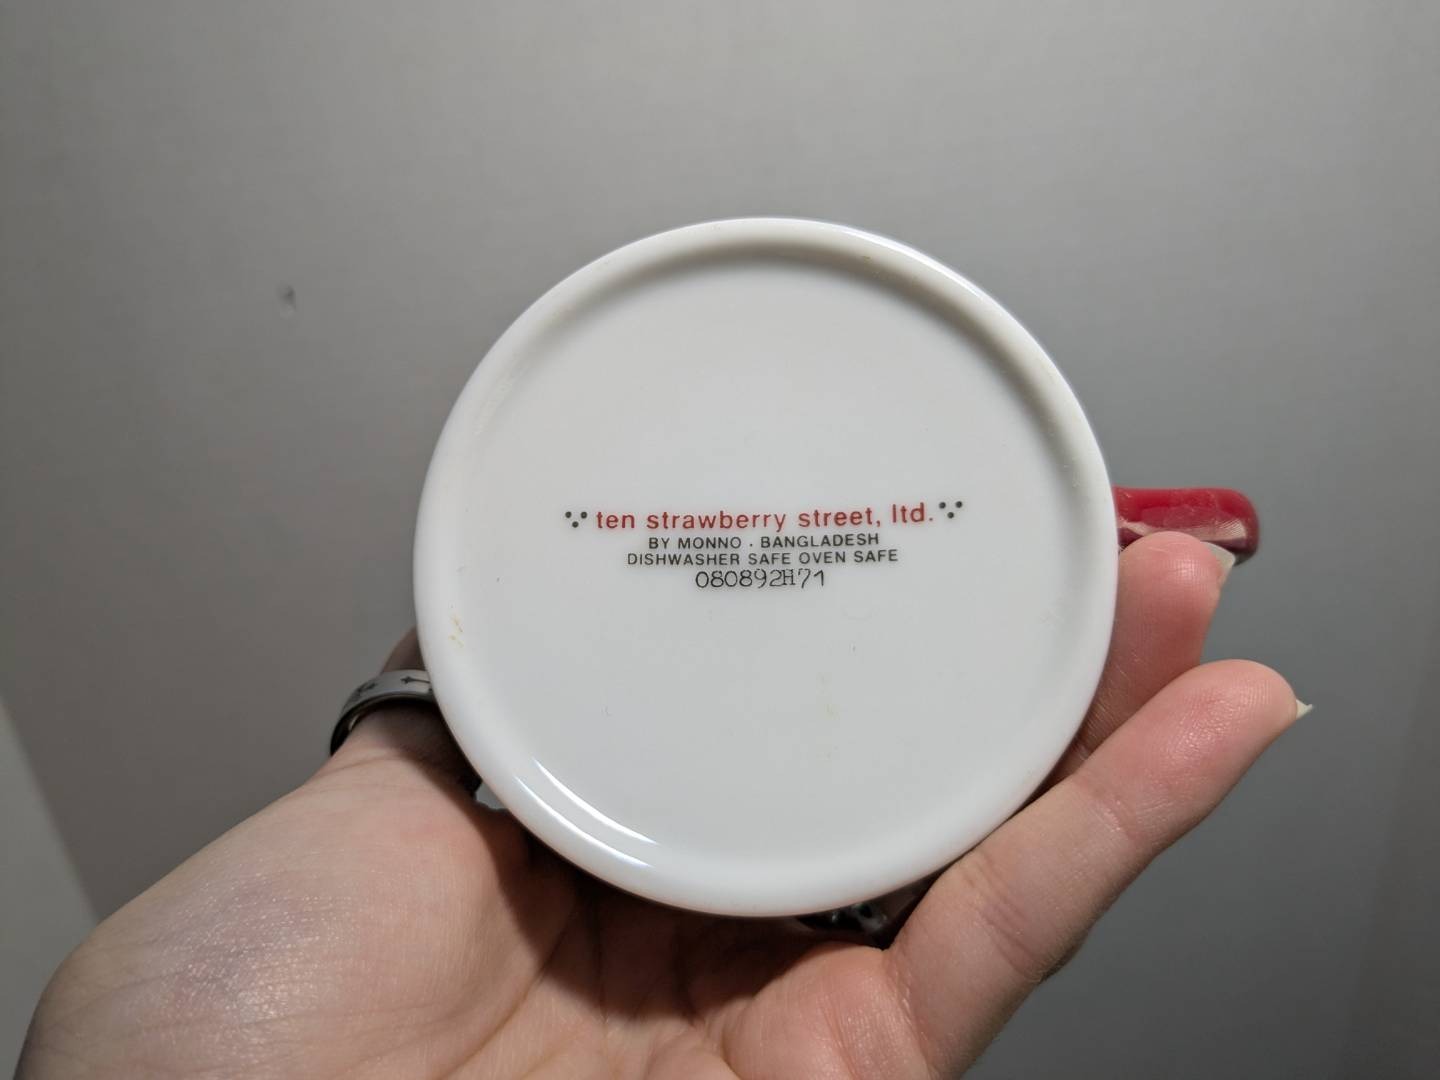 ten strawberry street, ltd.
BY MONNO . BANGLADESH
DISHWASHER SAFE OVEN SAFE
080892H71